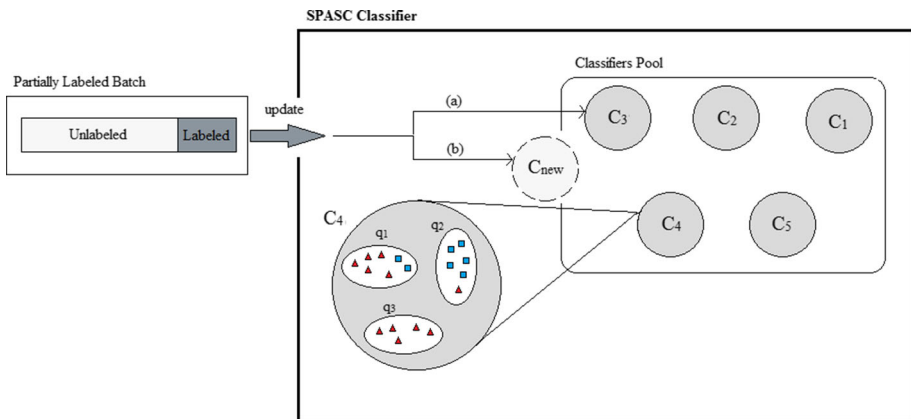 SPASC Classifier
Partially Labeled Batch
Unlabeled
Labeled
update
Classifiers Pool
(a)
(b)
C3
C2
C1
Cnew
C4
C5
C4
q1
q2
q3